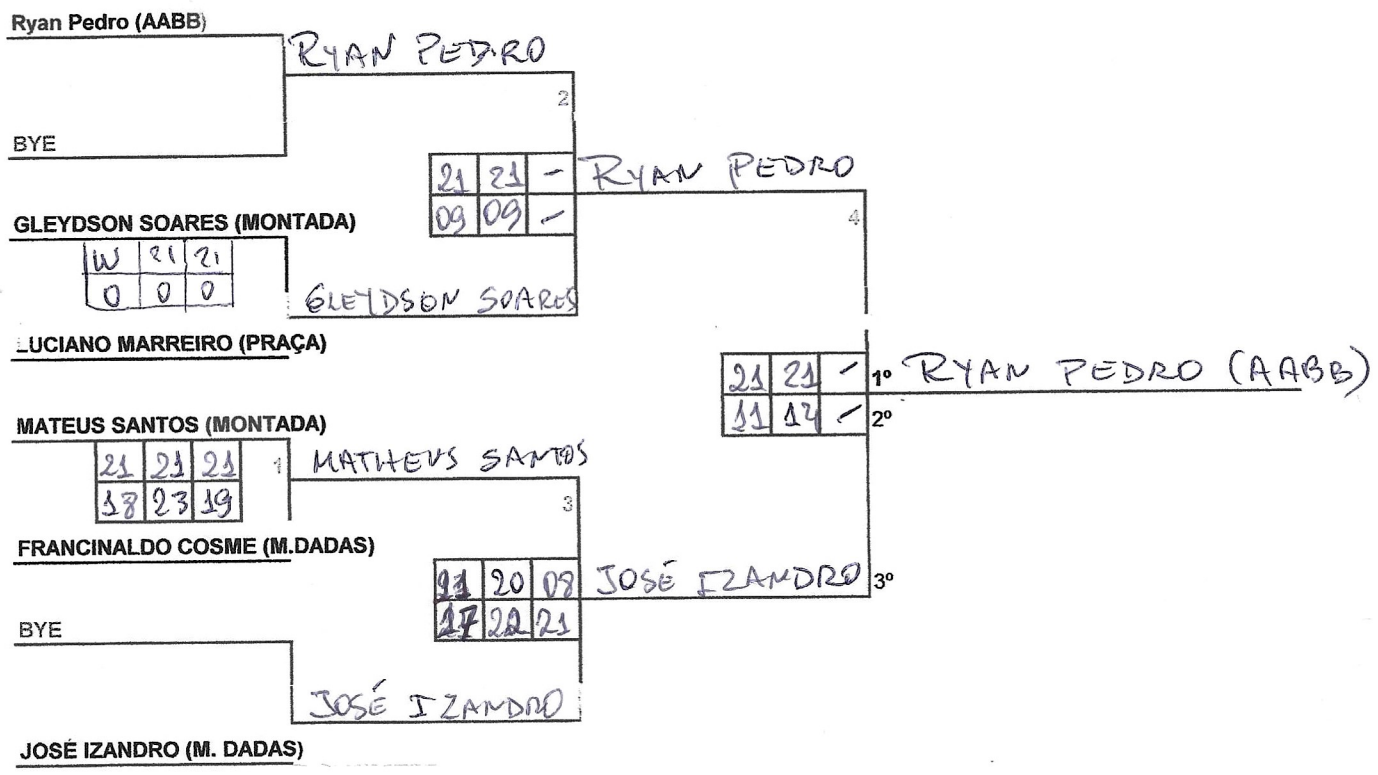 Ryan Pedro (AABB)
RYAN PEDRO
2
BYE
21 21 - RYAN PEDRO
09 09 -
4
GLEYDSON SOARES (MONTADA)
W 21 21
0 0 0
GLEYDSON SOARES
LUCIANO MARREIRO (PRAÇA)
21 21 - 1º RYAN PEDRO (AABB)
11 14 - 2º
MATEUS SANTOS (MONTADA)
21 21 21 1 MATHEUS SANTOS
18 23 19
3
FRANCINALDO COSME (M.DADAS)
21 20 08 JOSÉ IZANDRO 3º
17 22 21
BYE
JOSÉ IZANDRO
JOSÉ IZANDRO (M. DADAS)